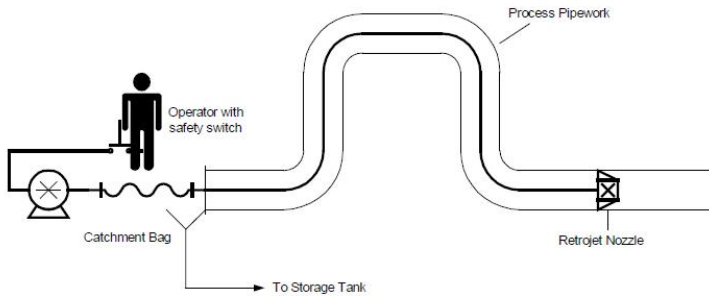 Process Pipework
Operator with
safety switch
Catchment Bag
Retrojet Nozzle
To Storage Tank